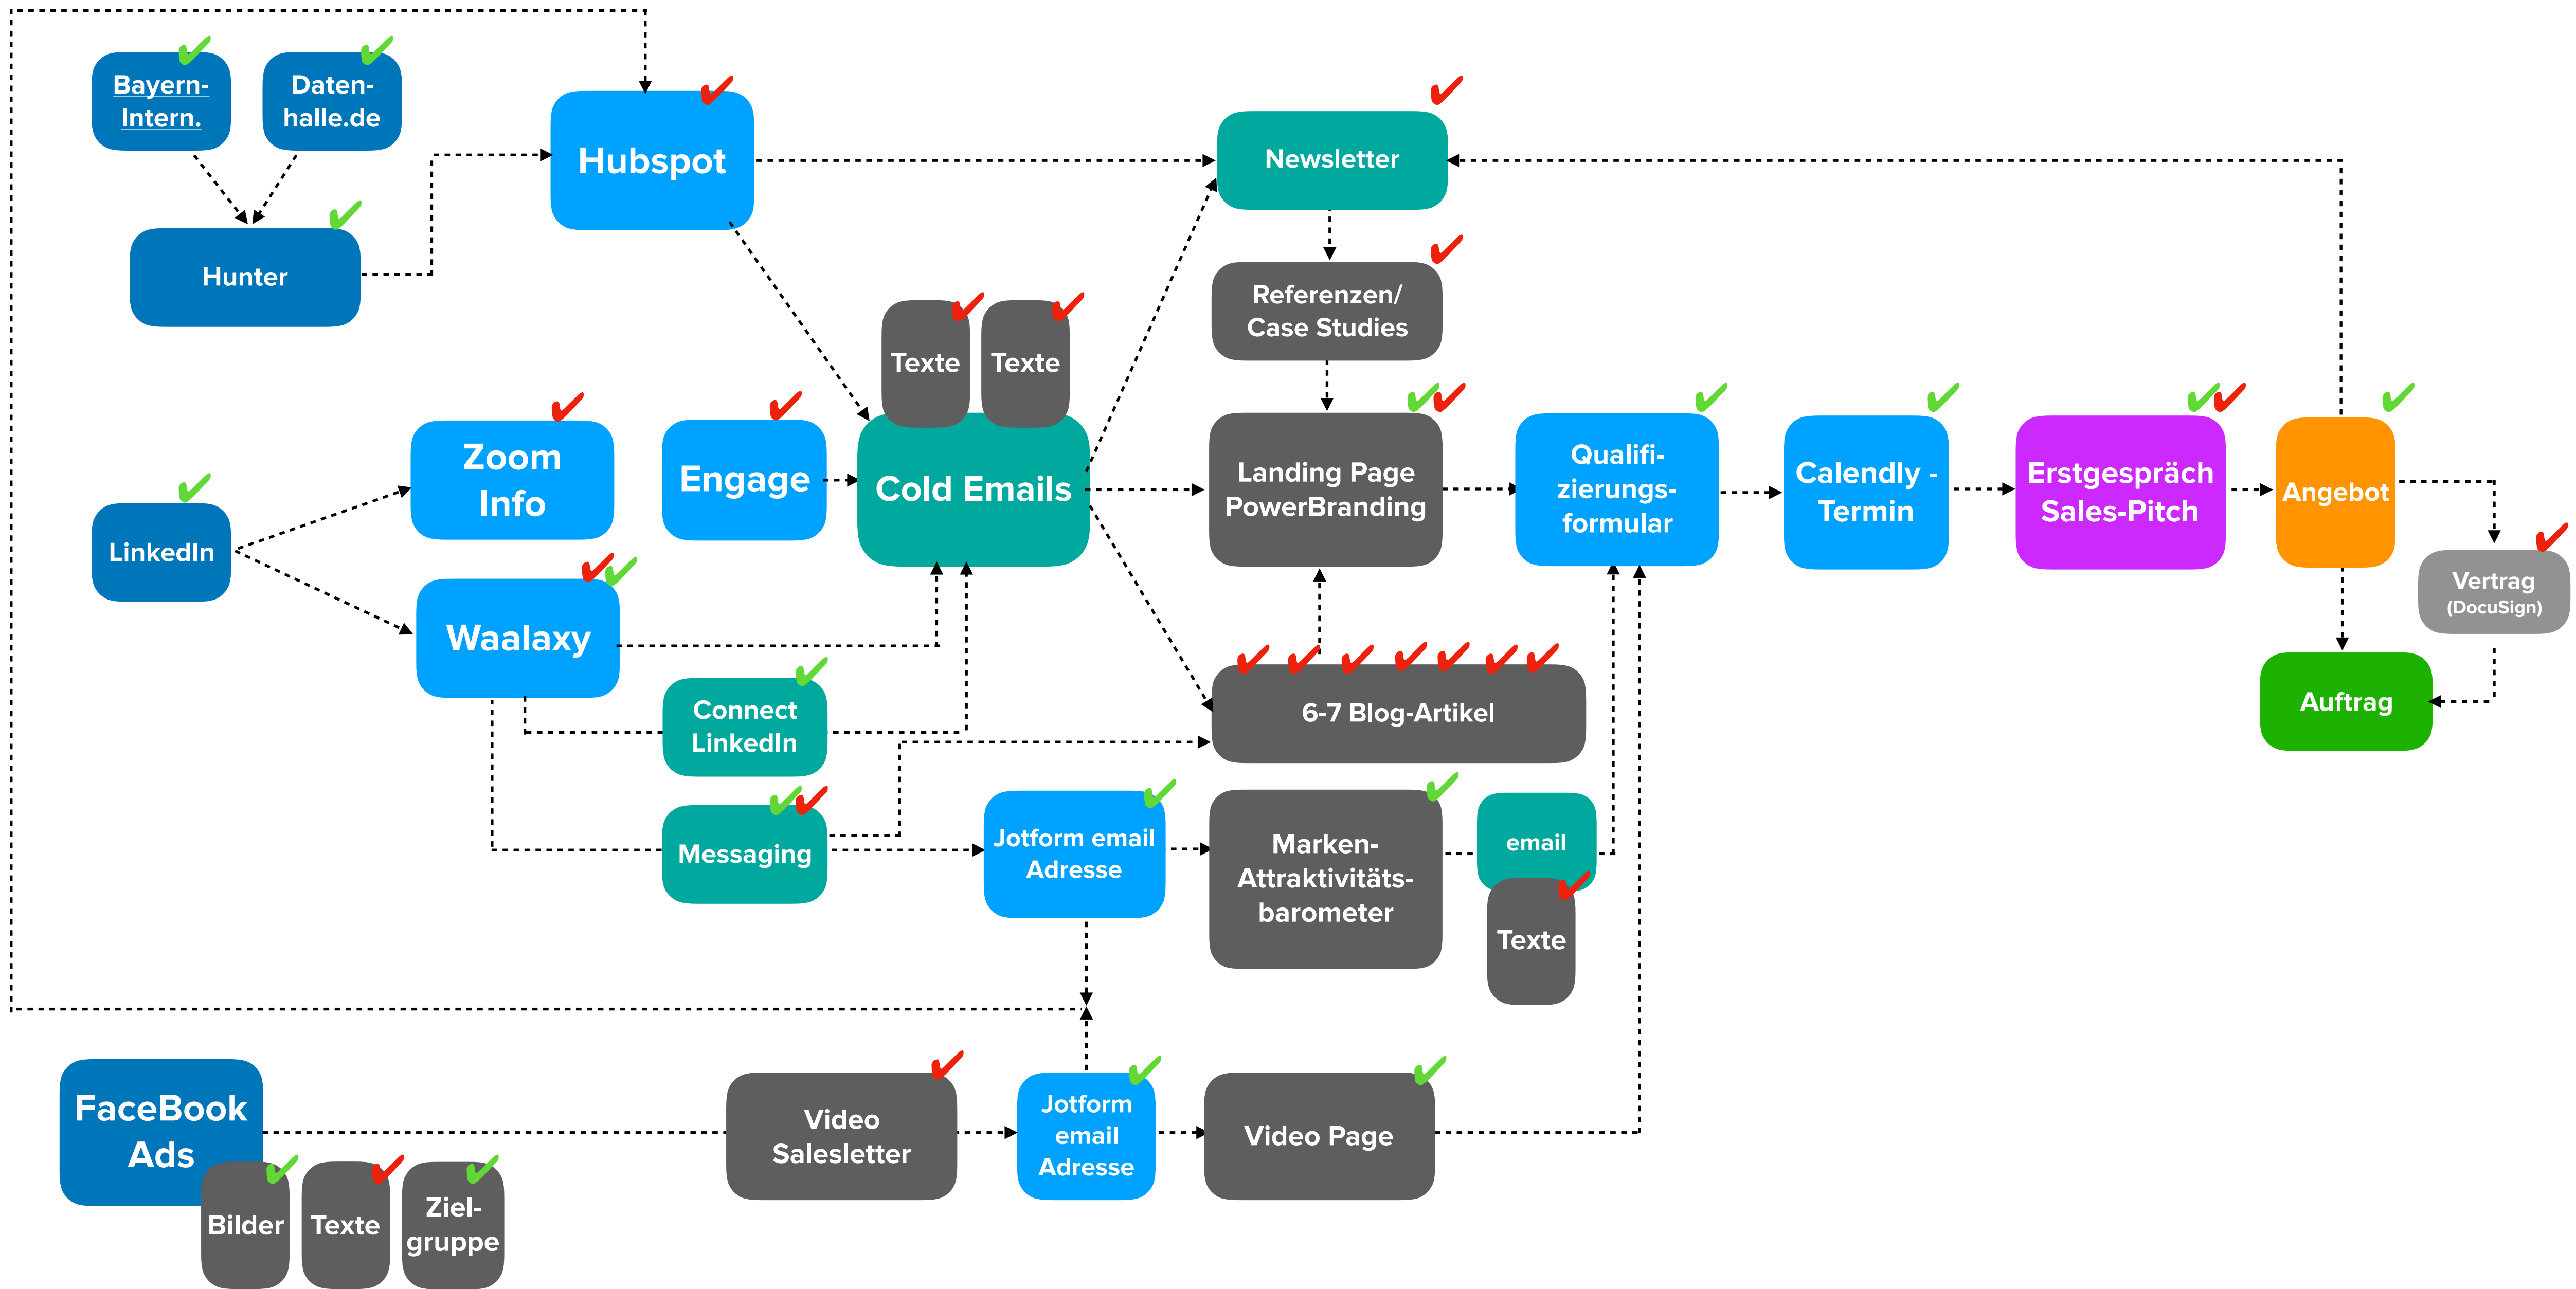 Bayern-
Intern.
Daten-
halle.de
Hunter
Hubspot
Newsletter
Referenzen/
Case Studies
Texte
Texte
Zoom
Info
Engage
Cold Emails
Landing Page
PowerBranding
Qualifi-
zierungs-
formular
Calendly -
Termin
Erstgespräch
Sales-Pitch
Angebot
Vertrag
(DocuSign)
Auftrag
LinkedIn
Waalaxy
Connect
LinkedIn
6-7 Blog-Artikel
Messaging
Jotform email
Adresse
Marken-
Attraktivitäts-
barometer
email
Texte
FaceBook
Ads
Bilder
Texte
Ziel-
gruppe
Video
Salesletter
Jotform
email
Adresse
Video Page